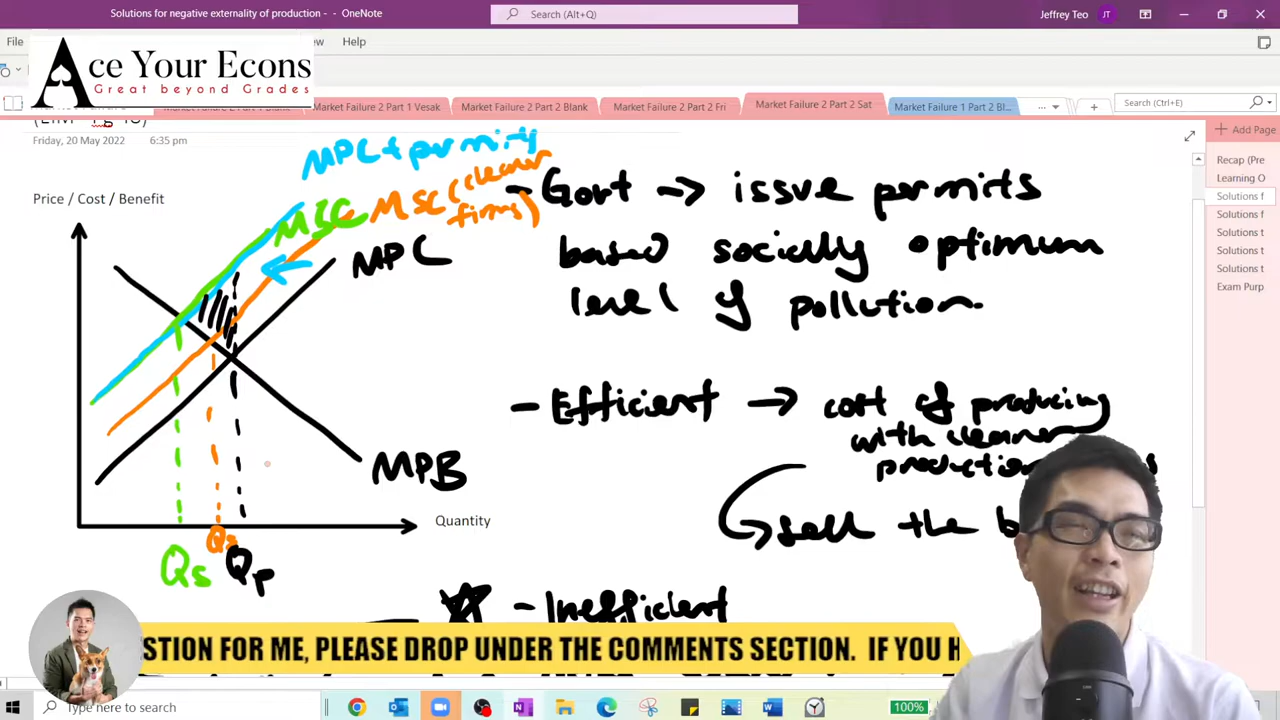 Solutions for negative externality of production - - OneNote
Search (Alt+Q)
Jeffrey Teo JT
File
Help
Ace Your Econs
Great beyond Grades
Market Failure 2 Part 1 Vesak
Market Failure 2 Part 2 Blank
Market Failure 2 Part 2 Fri
Market Failure 2 Part 2 Sat
Market Failure 1 Part 2 Bl...
Search (Ctrl+E)
Friday, 20 May 2022 6:35 pm
Add Page
Recap (Pre
Learning O
Solutions f
Solutions f
Solutions t
Solutions t
Solutions t
Exam Purp
Price / Cost / Benefit
MPC + permits
MSC
MSC (cleaner
firms)
MPC
MPB
Quantity
Qs
Qs
Qp
- Govt → issue permits
based socially optimum
level of pollution.
- Efficient → cost of producing
with cleaner
production
sell the
- Inefficient
STION FOR ME, PLEASE DROP UNDER THE COMMENTS SECTION. IF YOU H
Type here to search
100%